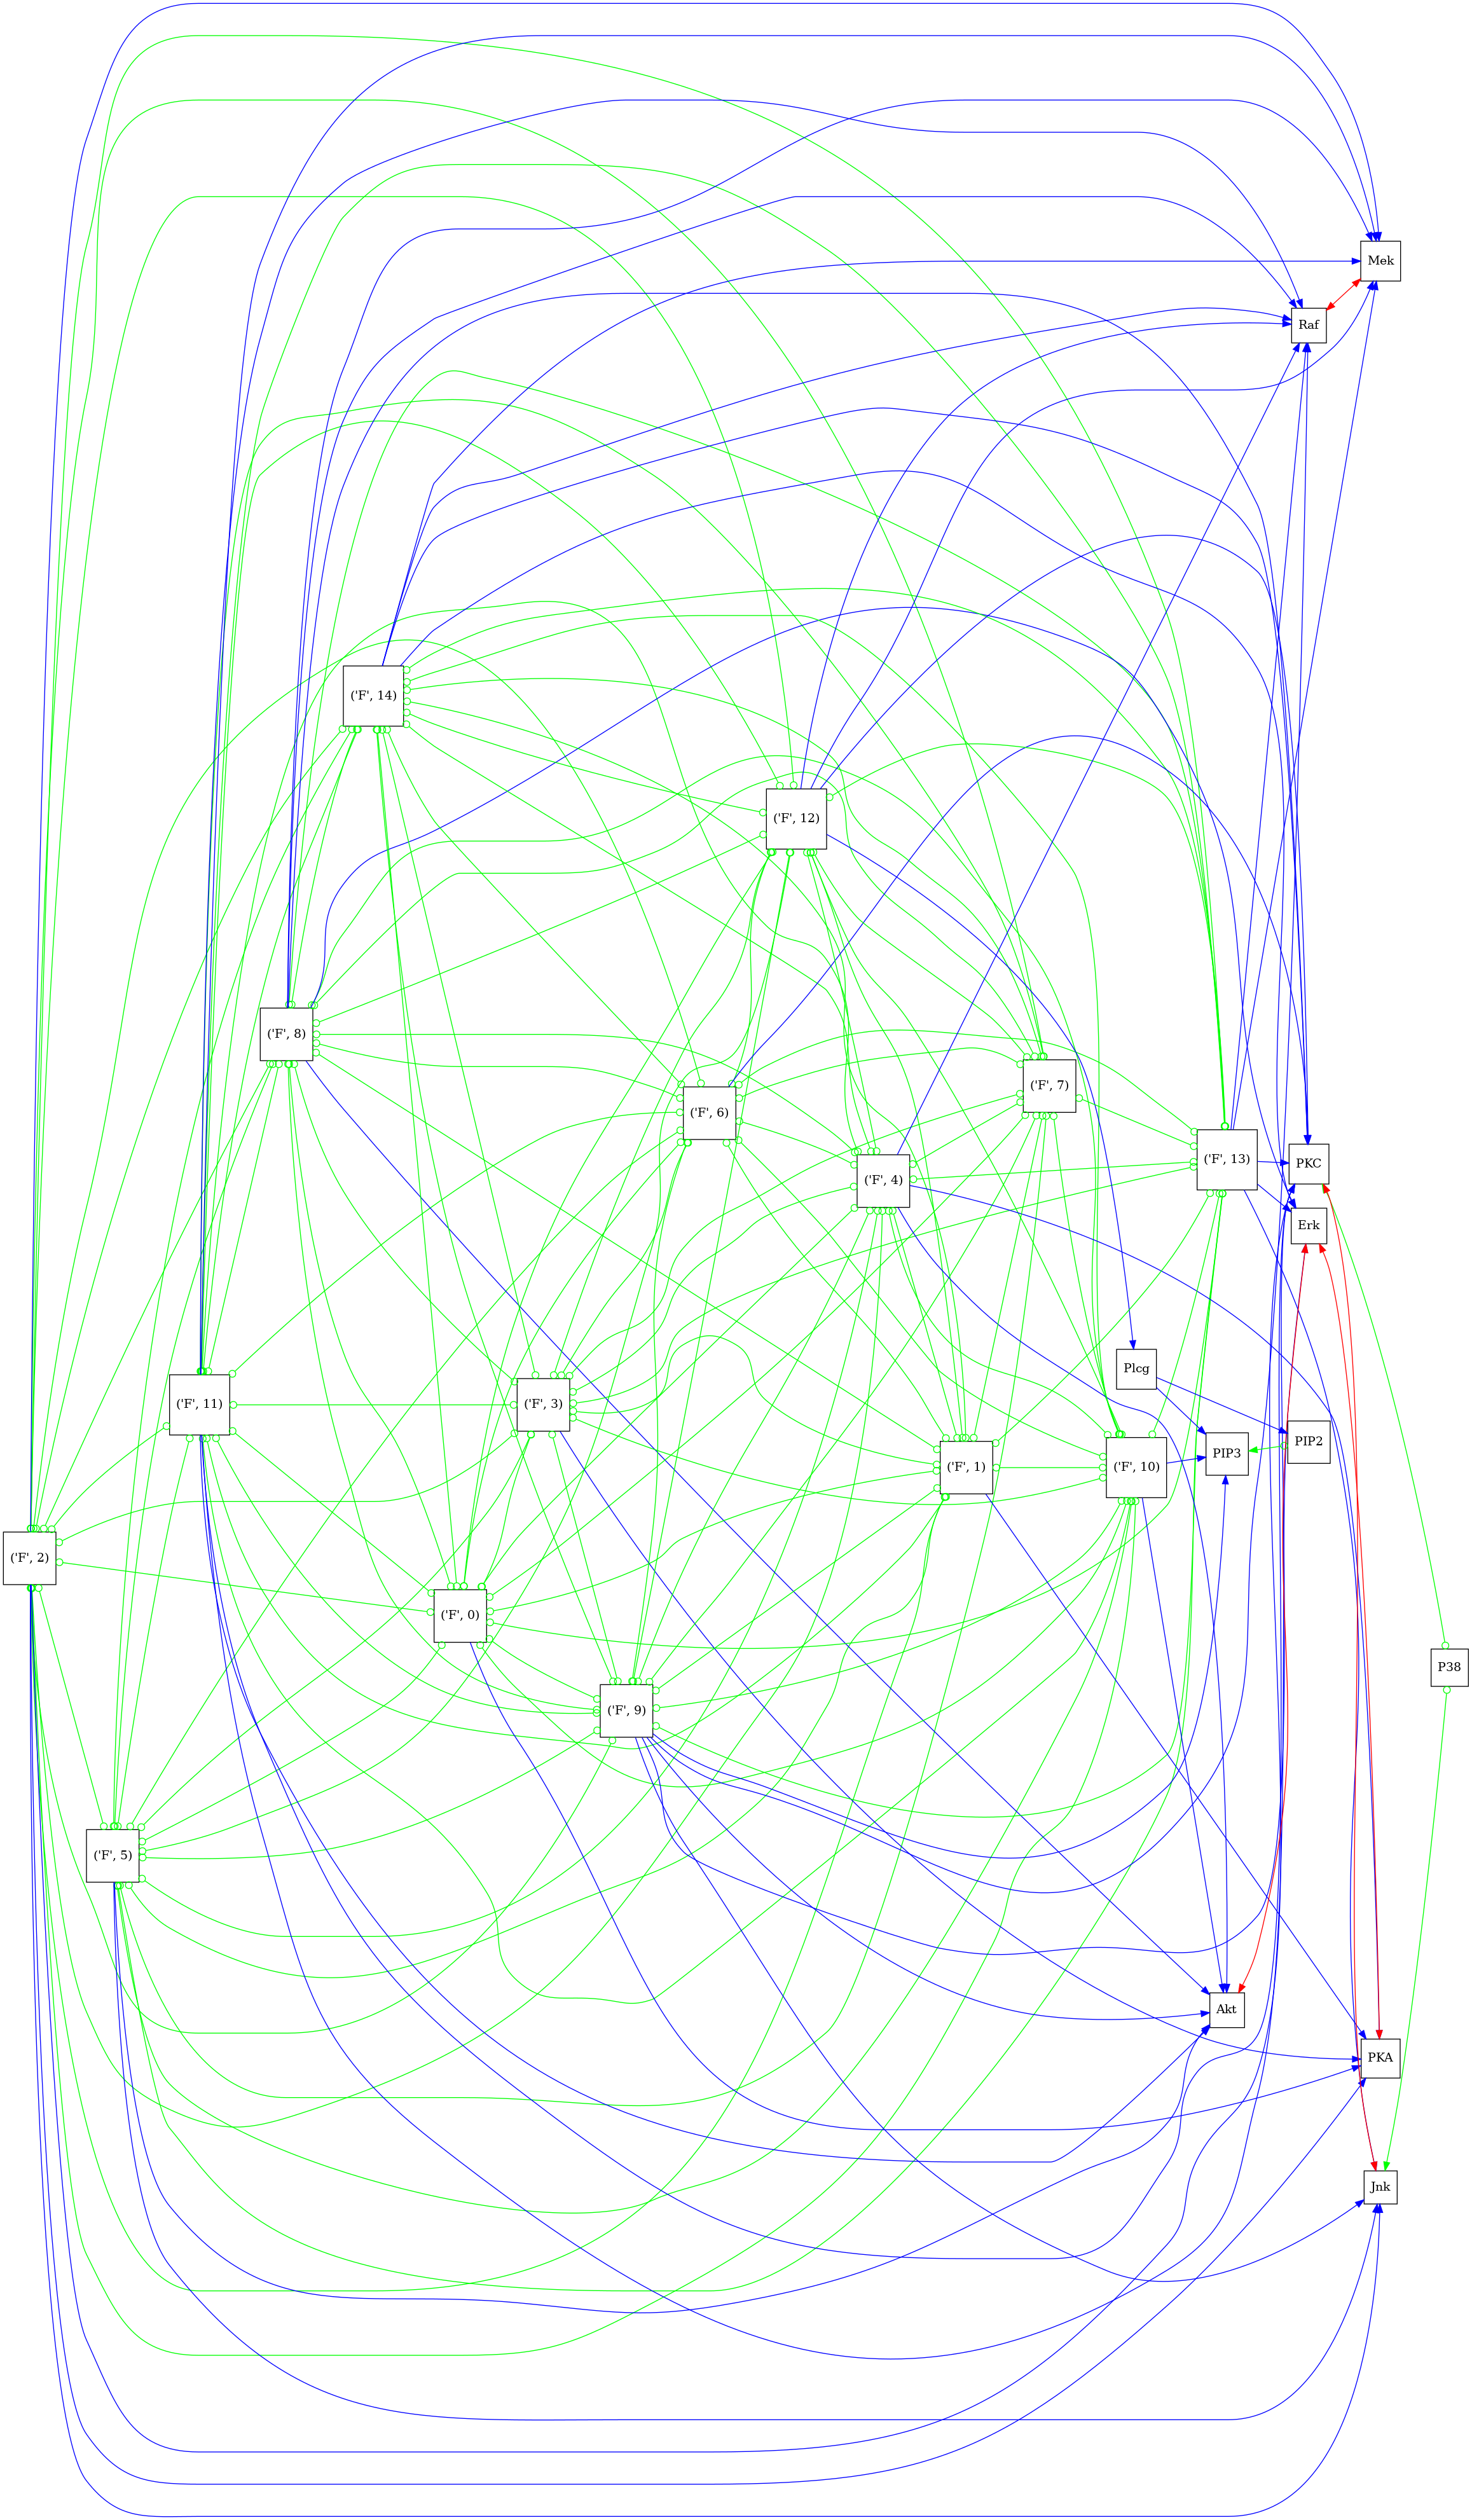 Mek
Raf
('F', 14)
('F', 12)
('F', 8)
('F', 7)
('F', 6)
('F', 13)
PKC
('F', 4)
Erk
Plcg
('F', 11)
('F', 3)
PIP2
PIP3
('F', 1)
('F', 10)
('F', 2)
('F', 0)
P38
('F', 9)
('F', 5)
Akt
PKA
Jnk